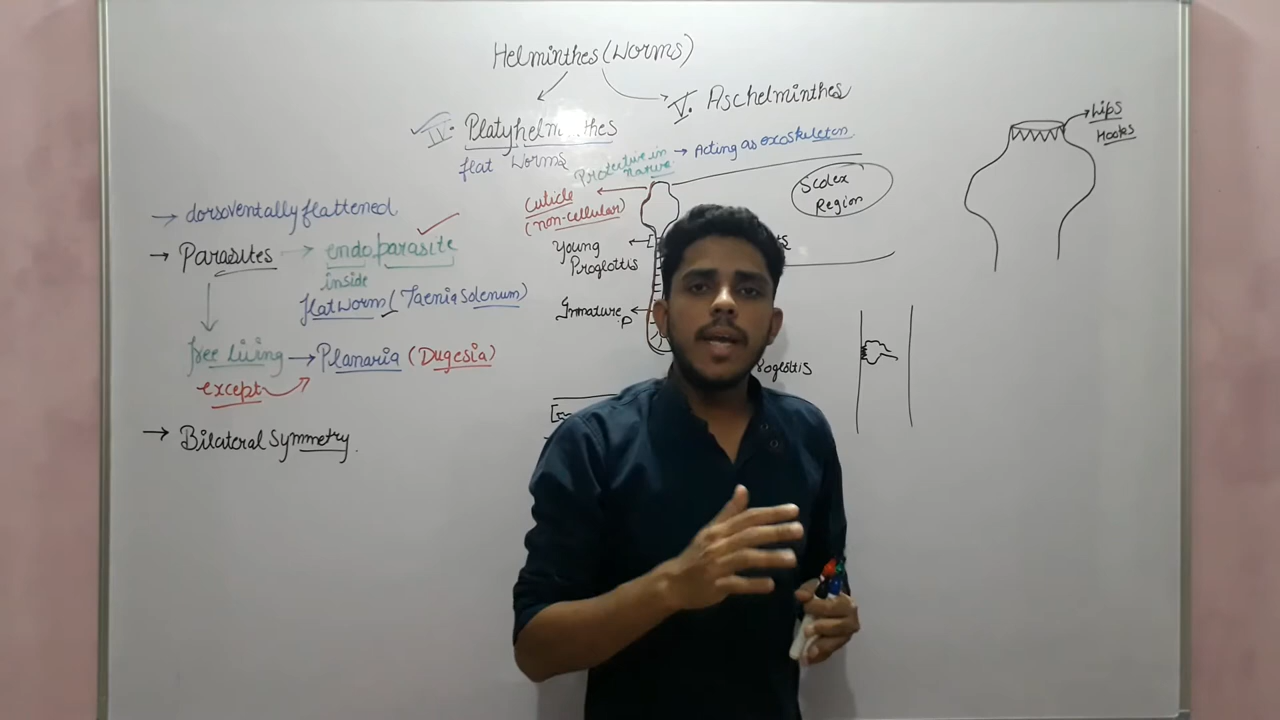 Helminthes (Worms)
IV. Platyhelminthes
flat Worms
V. Aschelminthes
Protective in nature → Acting as exoskeleton
→ dorsoventally flattened
→ Parasites → endoparasite
inside
flatworm (Taenia Solenum)
free living → Planaria (Dugesia)
except
→ Bilateral Symmetry.
Cuticle
(non-cellular)
Young
Proglottis
Immature
P
Scolex
Region
Lips
Hooks